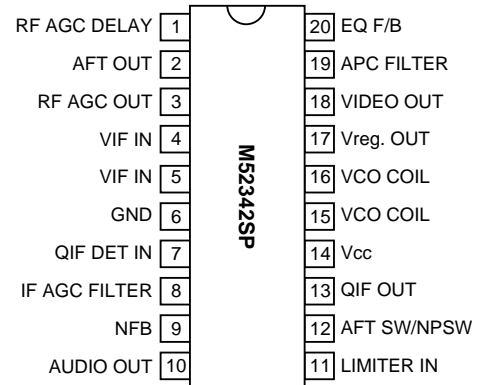 RF AGC DELAY 1
AFT OUT 2
RF AGC OUT 3
VIF IN 4
VIF IN 5
GND 6
QIF DET IN 7
IF AGC FILTER 8
NFB 9
AUDIO OUT 10
M52342SP
20 EQ F/B
19 APC FILTER
18 VIDEO OUT
17 Vreg. OUT
16 VCO COIL
15 VCO COIL
14 Vcc
13 QIF OUT
12 AFT SW/NPSW
11 LIMITER IN